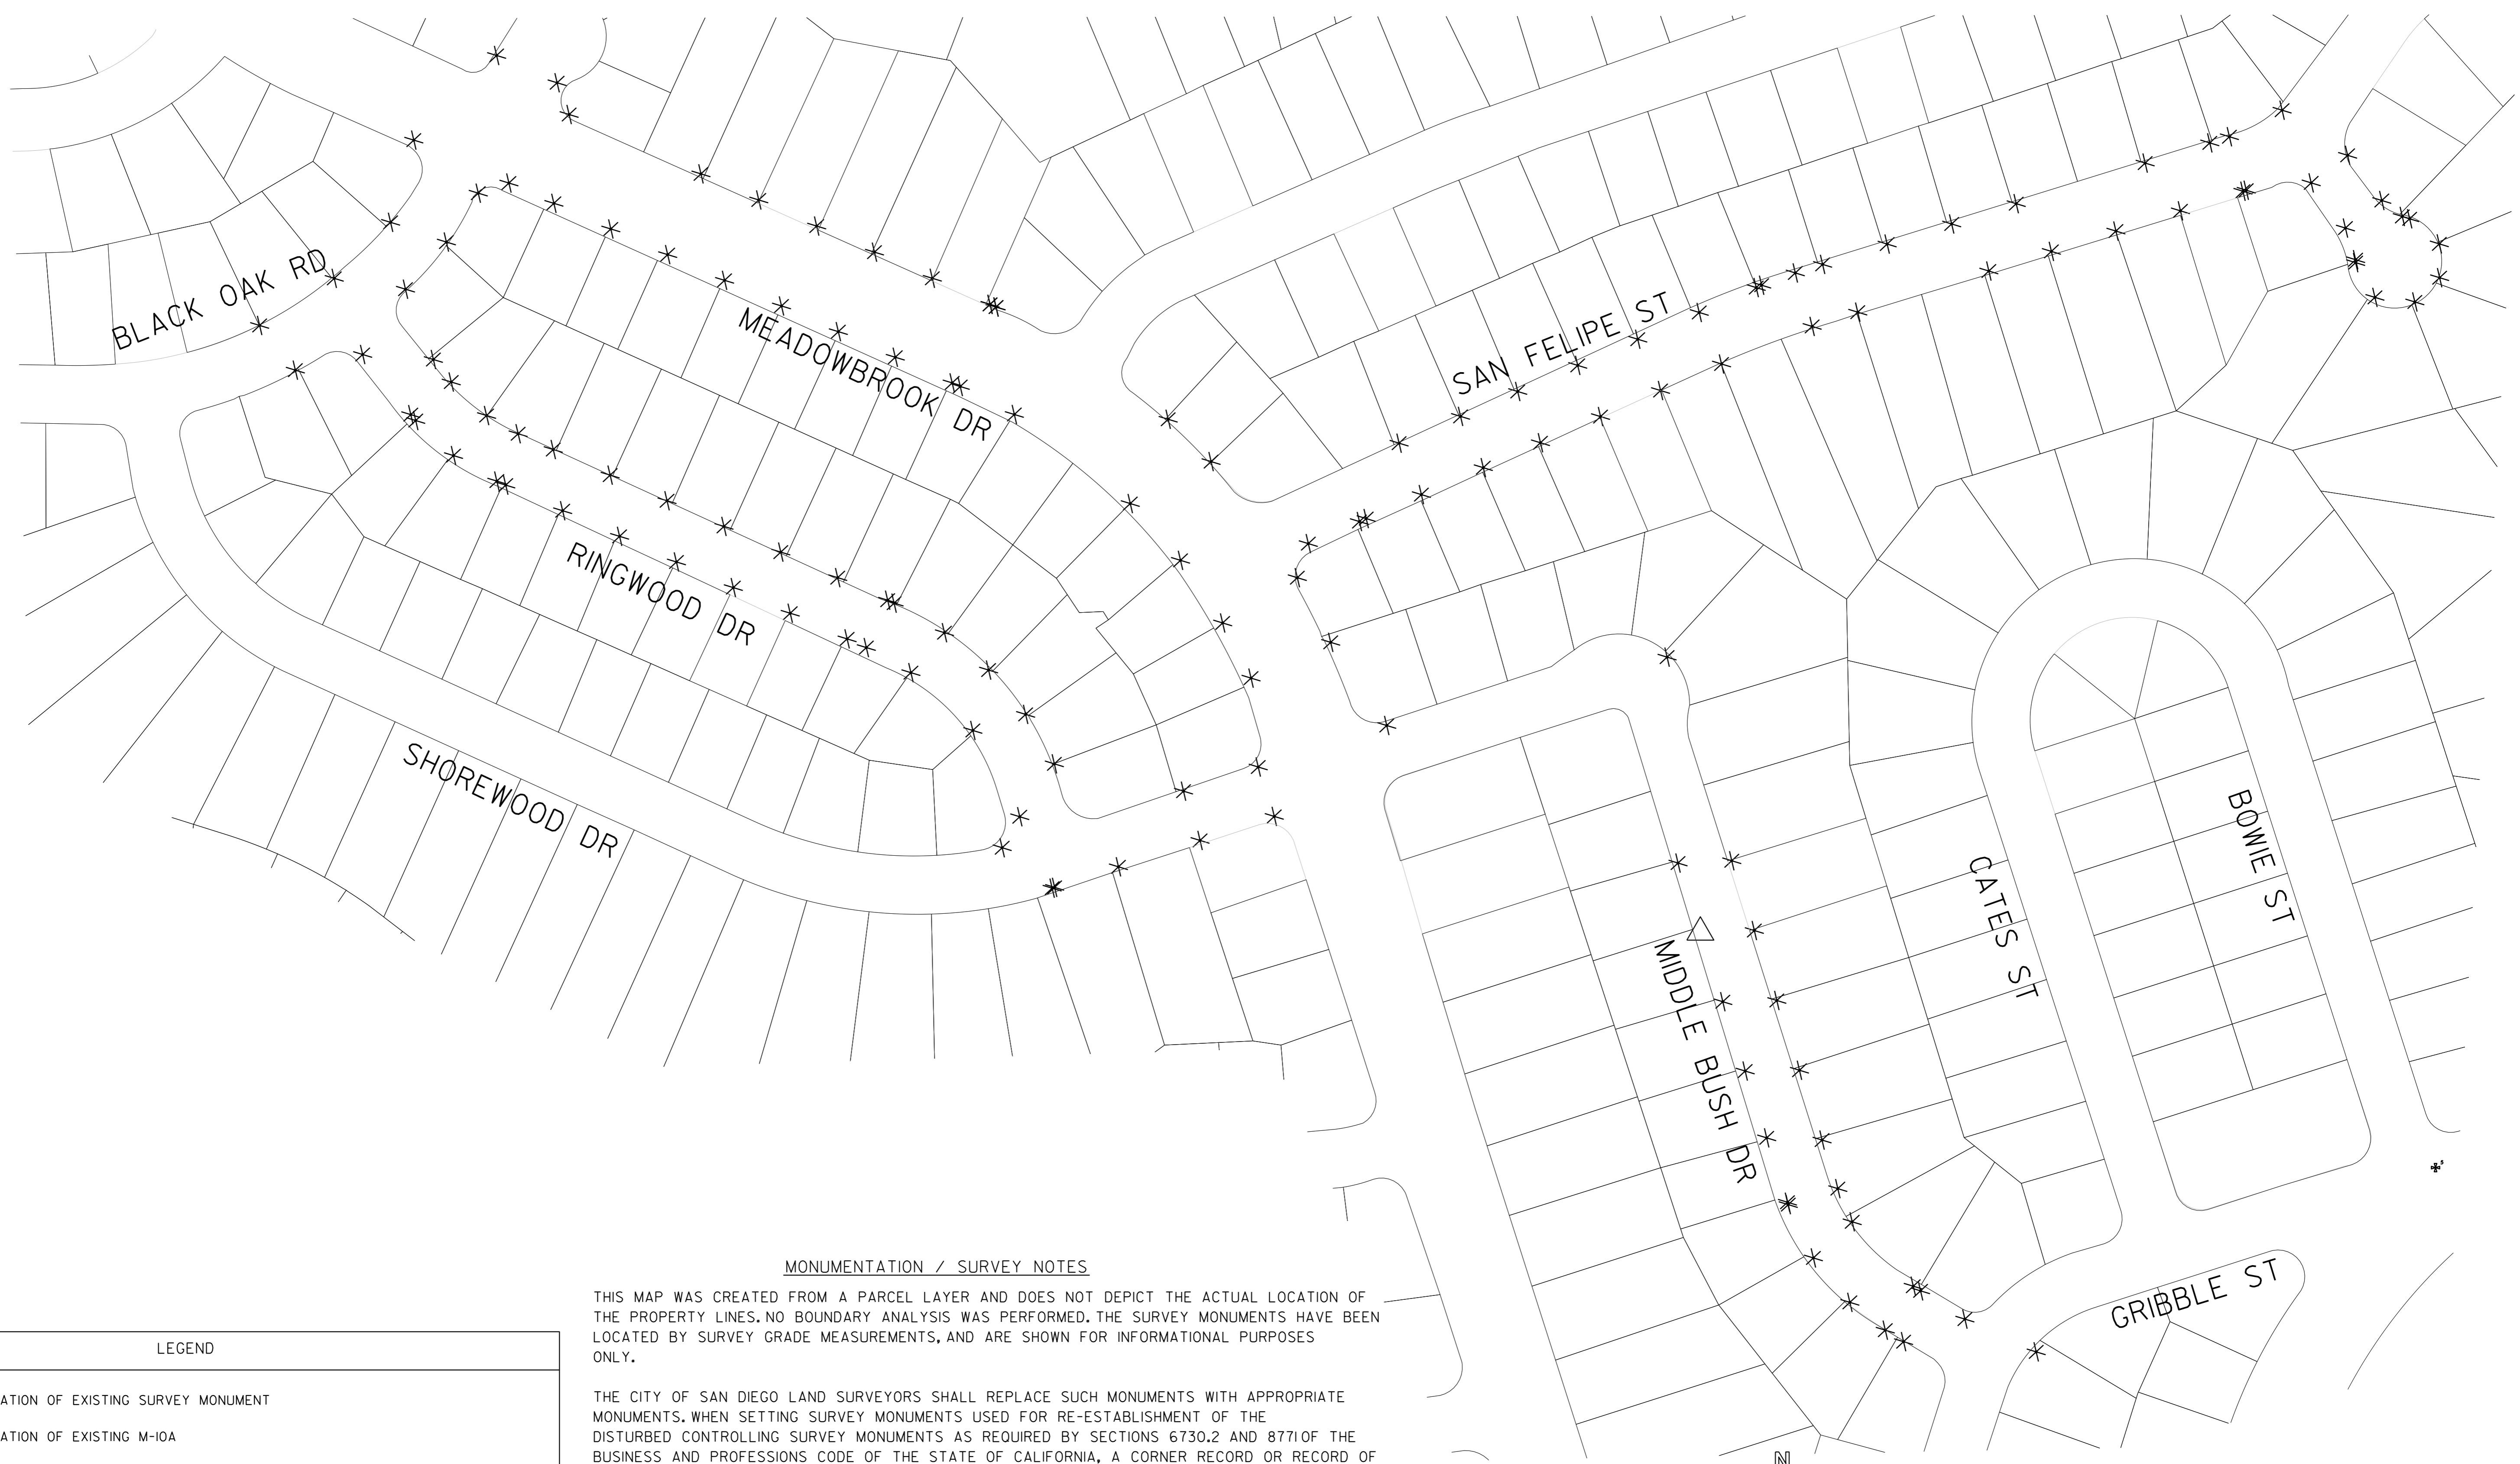 BLACK OAK RD
MEADOWBROOK DR
SAN FELIPE ST
RINGWOOD DR
SHOREWOOD DR
BOWIE ST
CATES ST
MIDDLE BUSH DR
GRIBBLE ST
MONUMENTATION / SURVEY NOTES
THIS MAP WAS CREATED FROM A PARCEL LAYER AND DOES NOT DEPICT THE ACTUAL LOCATION OF
THE PROPERTY LINES. NO BOUNDARY ANALYSIS WAS PERFORMED. THE SURVEY MONUMENTS HAVE BEEN
LOCATED BY SURVEY GRADE MEASUREMENTS, AND ARE SHOWN FOR INFORMATIONAL PURPOSES
ONLY.
THE CITY OF SAN DIEGO LAND SURVEYORS SHALL REPLACE SUCH MONUMENTS WITH APPROPRIATE
MONUMENTS. WHEN SETTING SURVEY MONUMENTS USED FOR RE-ESTABLISHMENT OF THE
DISTURBED CONTROLLING SURVEY MONUMENTS AS REQUIRED BY SECTIONS 6730.2 AND 8771 OF THE
BUSINESS AND PROFESSIONS CODE OF THE STATE OF CALIFORNIA, A CORNER RECORD OR RECORD OF
LEGEND
ATION OF EXISTING SURVEY MONUMENT
ATION OF EXISTING M-10A
N